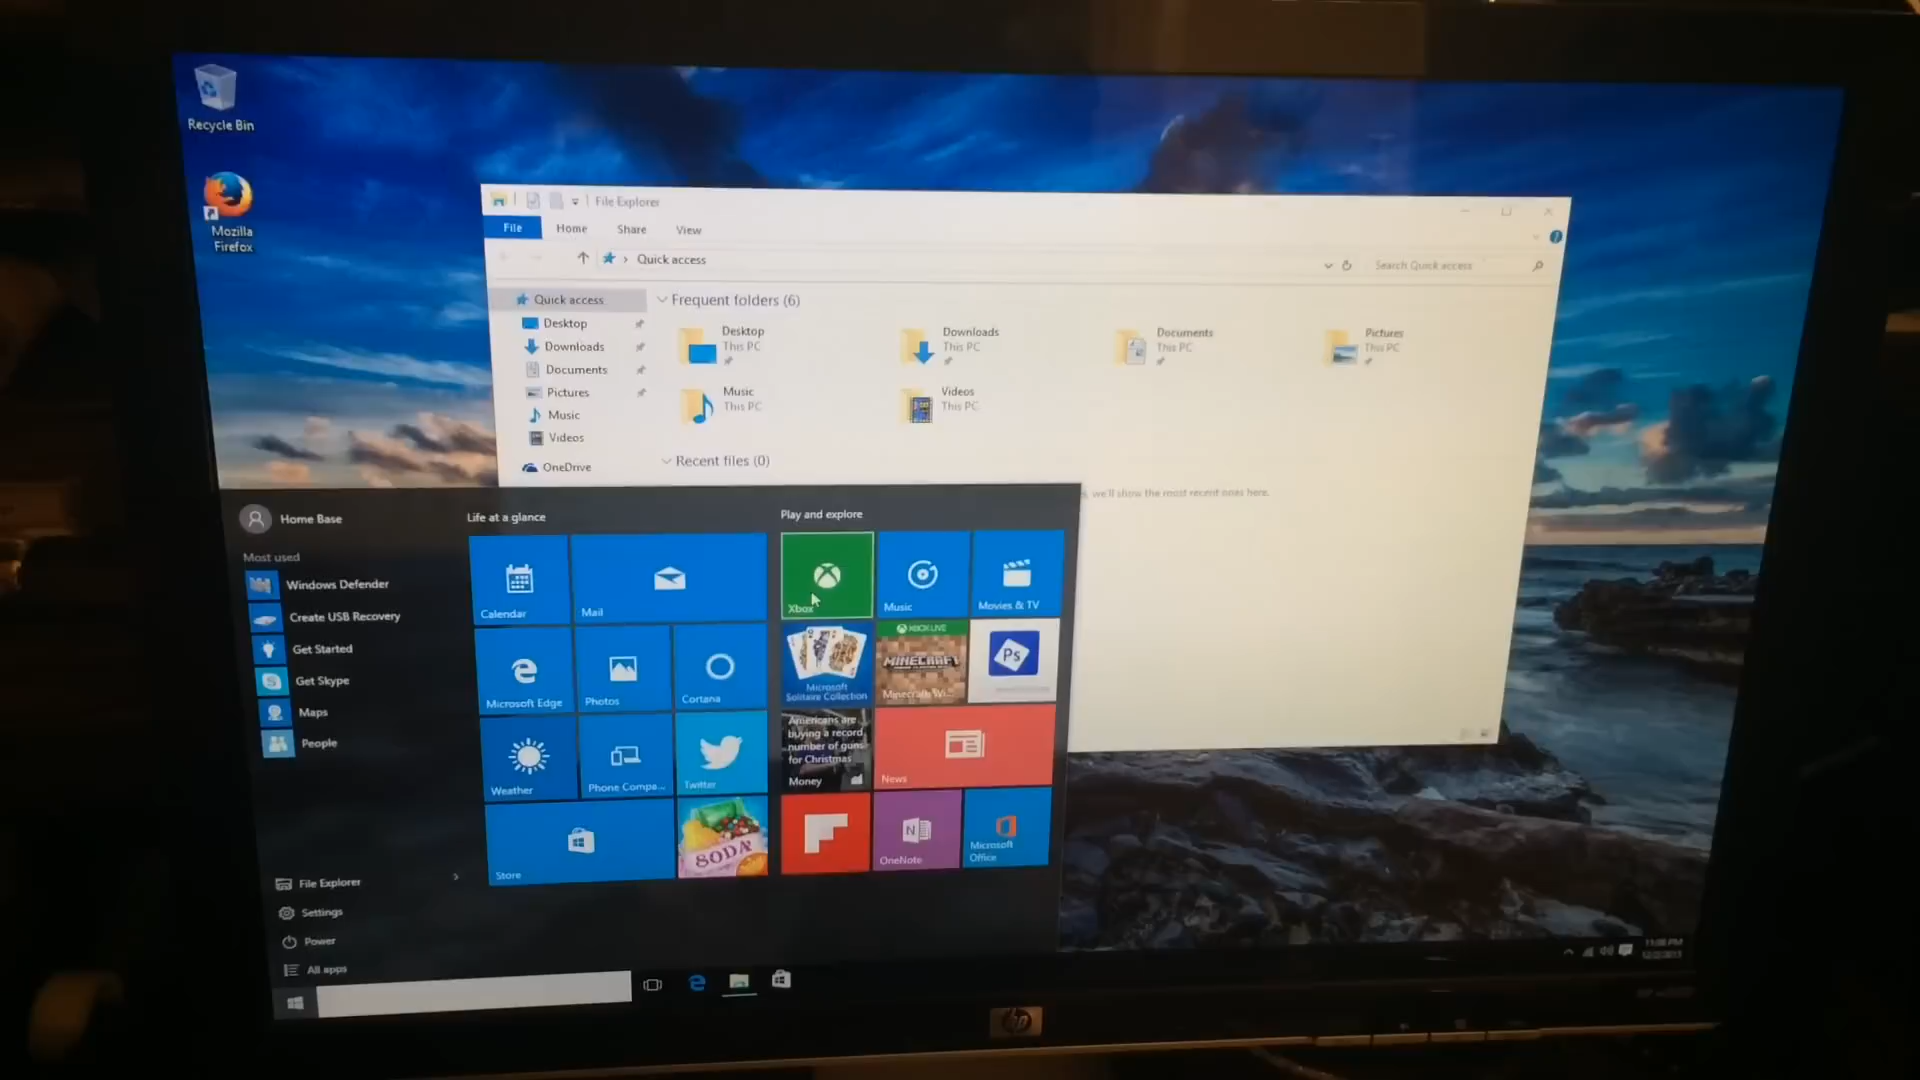 Recycle Bin
Mozilla
Firefox
File Explorer
File Home Share View
Quick access
Search Quick access
Quick access
Desktop
Downloads
Documents
Pictures
Music
Videos
OneDrive
Frequent folders (6)
Desktop
This PC
Downloads
This PC
Documents
This PC
Pictures
This PC
Music
This PC
Videos
This PC
Recent files (0)
we'll show the most recent ones here.
Home Base
Most used
Windows Defender
Create USB Recovery
Get Started
Get Skype
Maps
People
File Explorer
Settings
Power
All apps
Life at a glance
Calendar
Mail
Microsoft Edge
Photos
Cortana
Weather
Phone Compa...
Twitter
Store
SODA
Play and explore
Xbox
Music
Movies & TV
Microsoft
Solitaire Collection
XBOX LIVE
MINECRAFT
Minecraft: Wi...
Ps
Americans are
buying a record
number of guns
for Christmas
Money
News
OneNote
Microsoft
Office
hp